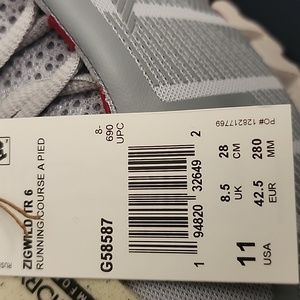 ZIGWILD TR 6
RUNNING/COURSE A PIED
G58587
8-
690
UPC
1 94820 32649 2
PO# 128217769
28 280
CM MM
8.5 42.5
UK EUR
11
USA